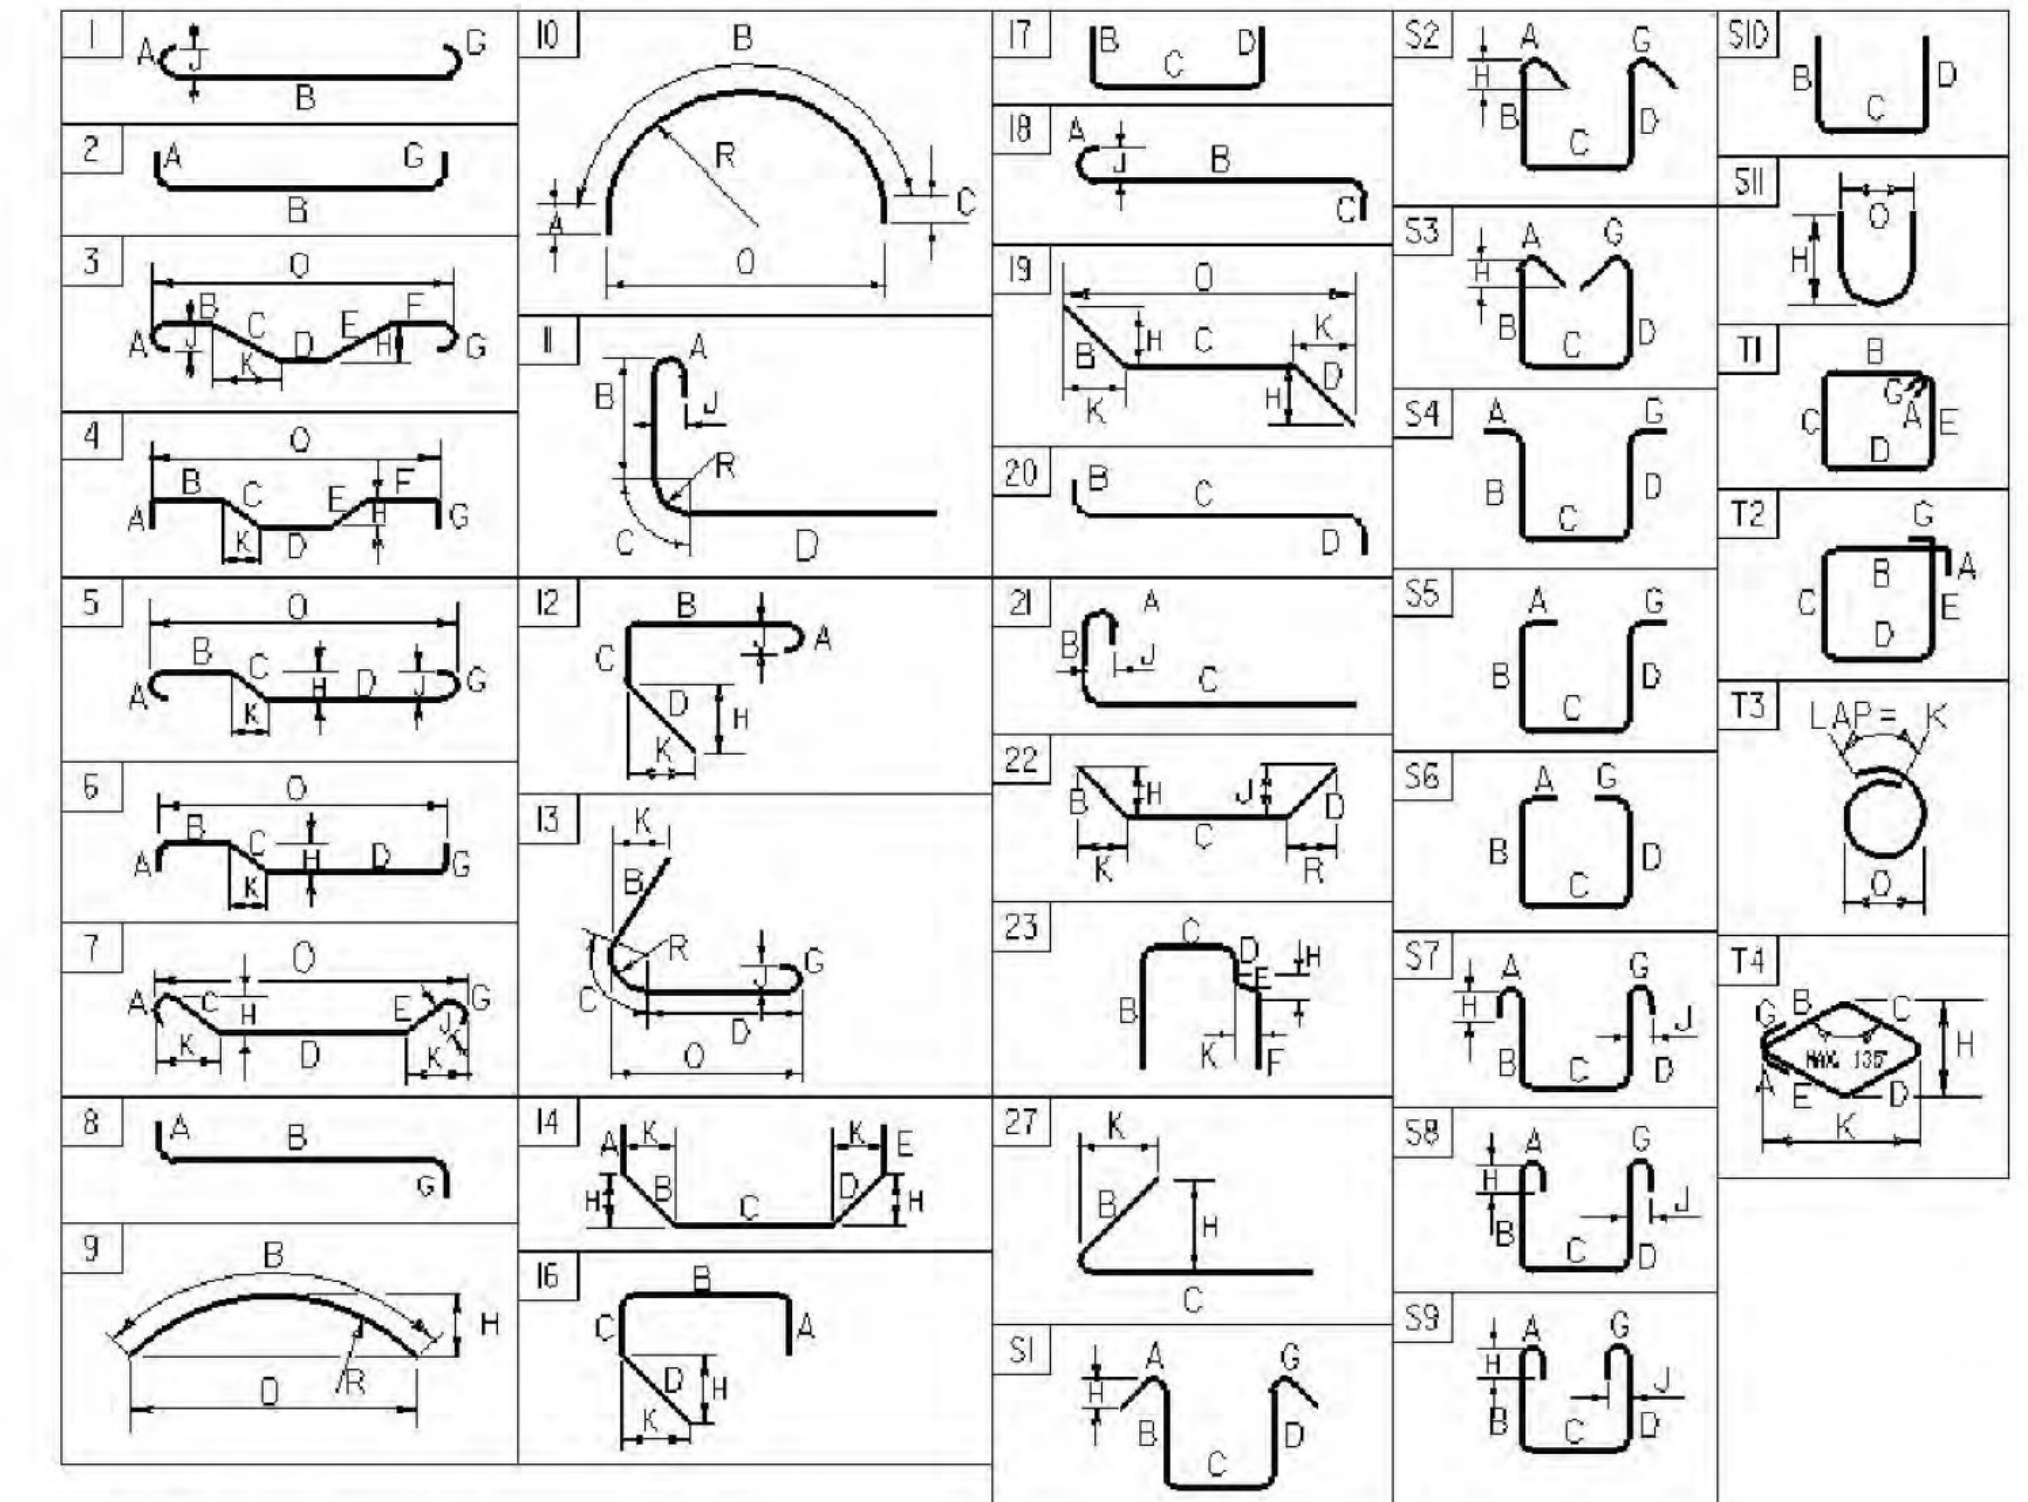 1
A J G
B
2
A G
B
3
O
B C E F
A J K D H G
4
O
B C E F
A K D H G
5
O
B C H D J G
A K
6
O
B C H D
A K G
7
O
A C H E G
K D J K
8
A B
G
9
B
H
O R
10
B
R
A C
O
11
A
B J
R
C D
12
B
C J A
D H
K
13
K
B
R G
C J D
O
14
A K K E
H B C D H
16
B
C A
D H
K
17
B D
C
18
A J B
C
19
O
B H C K
K H D
20
B C
D
21
A
B J
C
22
B H J D
K C R
23
C D H
E
B K F
27
K
B H
C
S1
A G
H
B D
C
S2
A G
H
B D
C
S3
A G
H
B D
C
S4
A G
B D
C
S5
A G
B D
C
S6
A G
B D
C
S7
A G
H J
B C D
S8
A G
H J
B C D
S9
A G
H J
B C D
S10
B D
C
S11
O
H
T1
B
G
C A E
D
T2
G
B A
C E
D
T3
LAP = K
O
T4
G B C
MAX. 135° H
A E D
K